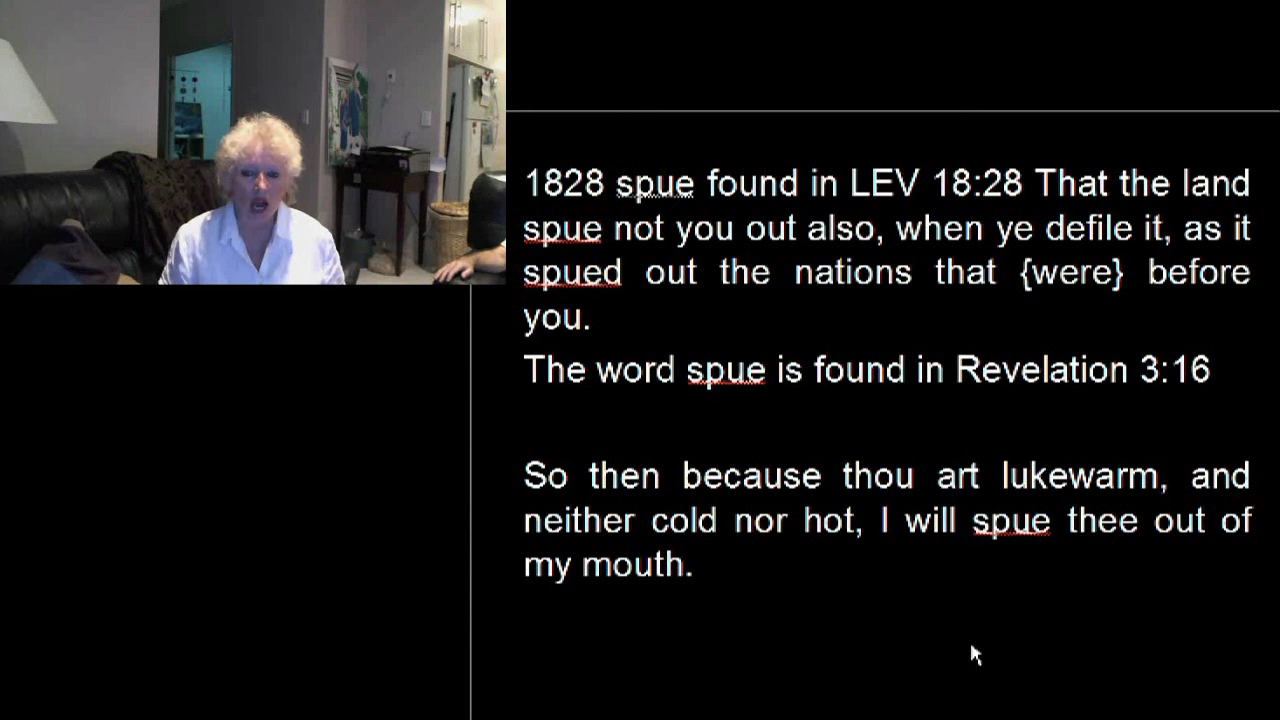 1828 spue found in LEV 18:28 That the land
spue not you out also, when ye defile it, as it
spued out the nations that {were} before
you.
The word spue is found in Revelation 3:16
So then because thou art lukewarm, and
neither cold nor hot, I will spue thee out of
my mouth.